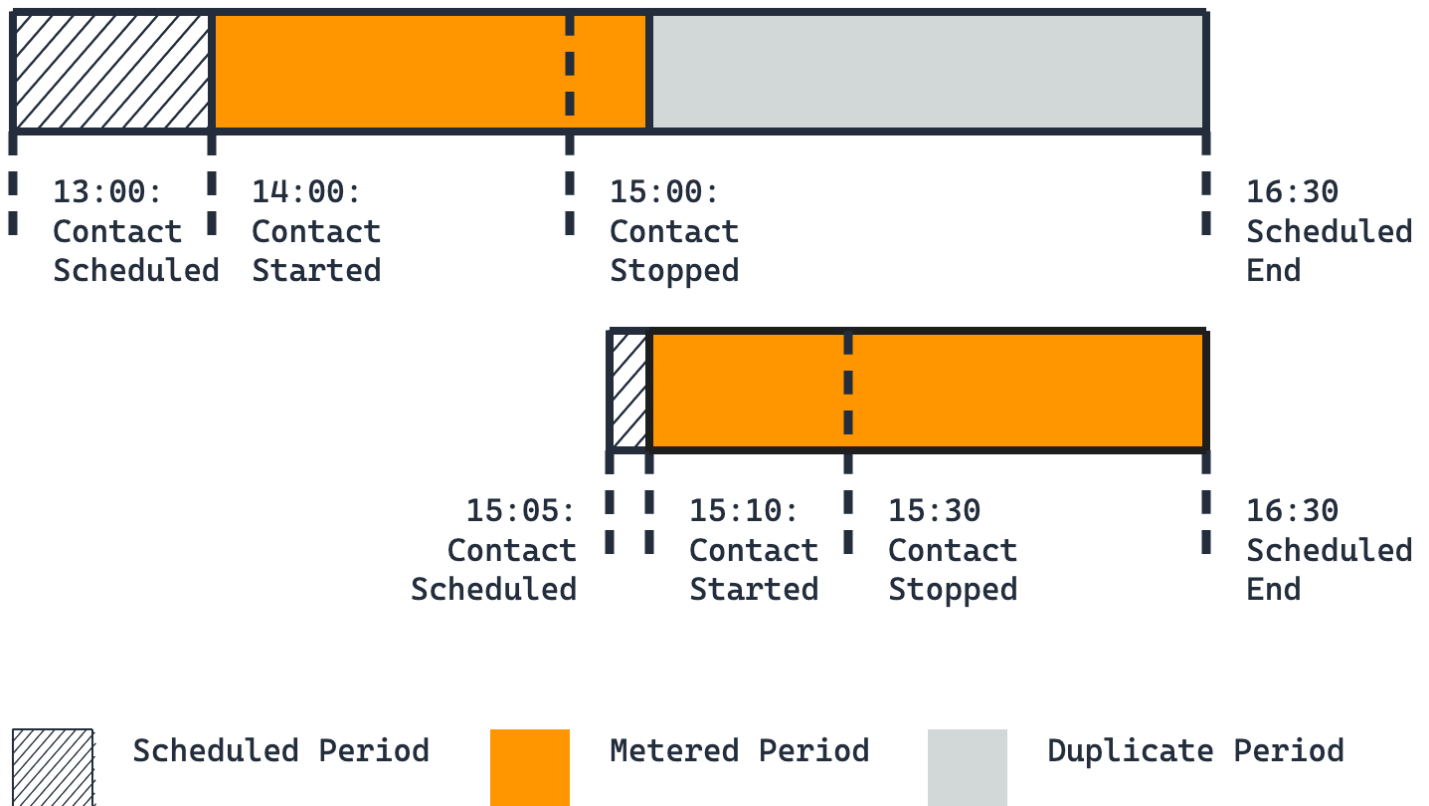 13:00:
Contact
Scheduled
14:00:
Contact
Started
15:00:
Contact
Stopped
16:30
Scheduled
End
15:05:
Contact
Scheduled
15:10:
Contact
Started
15:30
Contact
Stopped
16:30
Scheduled
End
Scheduled Period
Metered Period
Duplicate Period